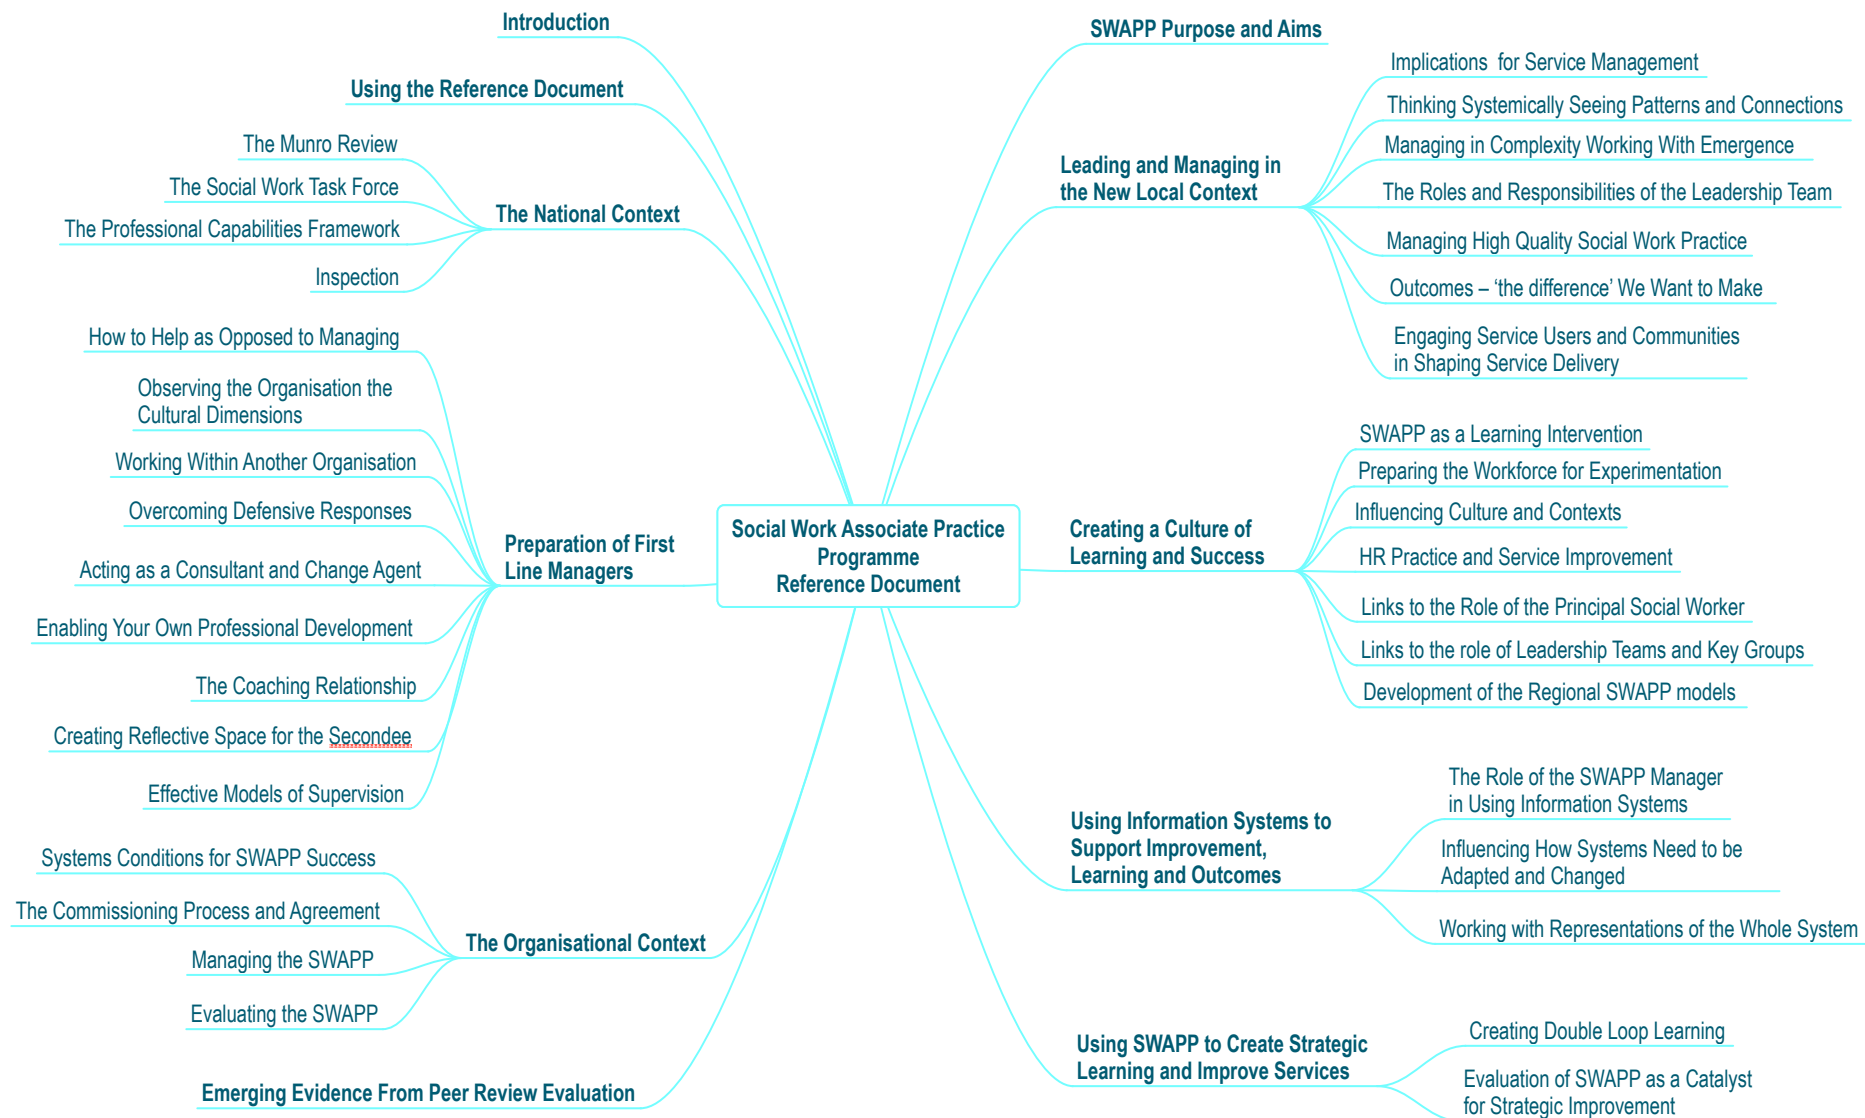 Introduction
Using the Reference Document
The National Context
The Munro Review
The Social Work Task Force
The Professional Capabilities Framework
Inspection
Preparation of First
Line Managers
How to Help as Opposed to Managing
Observing the Organisation the
Cultural Dimensions
Working Within Another Organisation
Overcoming Defensive Responses
Acting as a Consultant and Change Agent
Enabling Your Own Professional Development
The Coaching Relationship
Creating Reflective Space for the Secondee
Effective Models of Supervision
The Organisational Context
Systems Conditions for SWAPP Success
The Commissioning Process and Agreement
Managing the SWAPP
Evaluating the SWAPP
Emerging Evidence From Peer Review Evaluation
Social Work Associate Practice
Programme
Reference Document
SWAPP Purpose and Aims
Leading and Managing in
the New Local Context
Implications  for Service Management
Thinking Systemically Seeing Patterns and Connections
Managing in Complexity Working With Emergence
The Roles and Responsibilities of the Leadership Team
Managing High Quality Social Work Practice
Outcomes – ‘the difference’ We Want to Make
Engaging Service Users and Communities
in Shaping Service Delivery
Creating a Culture of
Learning and Success
SWAPP as a Learning Intervention
Preparing the Workforce for Experimentation
Influencing Culture and Contexts
HR Practice and Service Improvement
Links to the Role of the Principal Social Worker
Links to the role of Leadership Teams and Key Groups
Development of the Regional SWAPP models
Using Information Systems to
Support Improvement,
Learning and Outcomes
The Role of the SWAPP Manager
in Using Information Systems
Influencing How Systems Need to be
Adapted and Changed
Working with Representations of the Whole System
Using SWAPP to Create Strategic
Learning and Improve Services
Creating Double Loop Learning
Evaluation of SWAPP as a Catalyst
for Strategic Improvement